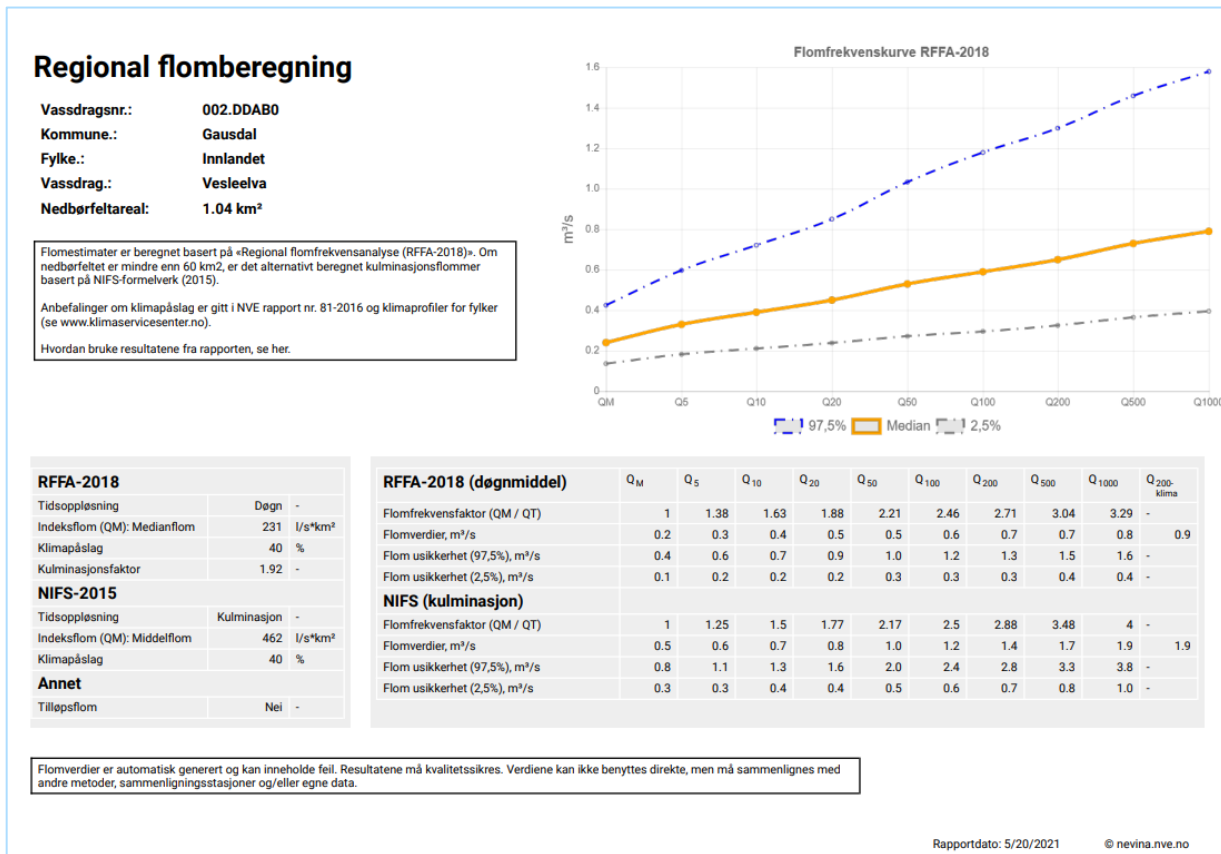 Regional flomberegning
Vassdragsnr.: 002.DDAB0
Kommune.: Gausdal
Fylke.: Innlandet
Vassdrag.: Vesleelva
Nedbørfeltareal: 1.04 km²
Flomestimater er beregnet basert på «Regional flomfrekvensanalyse (RFFA-2018)». Om
nedbørfeltet er mindre enn 60 km2, er det alternativt beregnet kulminasjonsflommer
basert på NIFS-formelverk (2015).
Anbefalinger om klimapåslag er gitt i NVE rapport nr. 81-2016 og klimaprofiler for fylker
(se www.klimaservicesenter.no).
Hvordan bruke resultatene fra rapporten, se her.
Flomfrekvenskurve RFFA-2018
1.6
1.4
1.2
1.0
0.8
0.6
0.4
0.2
0
m³/s
QM Q5 Q10 Q20 Q50 Q100 Q200 Q500 Q1000
97,5% Median 2,5%
RFFA-2018
Tidsoppløsning Døgn -
Indeksflom (QM): Medianflom 231 l/s*km²
Klimapåslag 40 %
Kulminasjonsfaktor 1.92 -
NIFS-2015
Tidsoppløsning Kulminasjon -
Indeksflom (QM): Middelflom 462 l/s*km²
Klimapåslag 40 %
Annet
Tilløpsflom Nei -
RFFA-2018 (døgnmiddel) QM Q5 Q10 Q20 Q50 Q100 Q200 Q500 Q1000 Q200-klima
Flomfrekvensfaktor (QM / QT) 1 1.38 1.63 1.88 2.21 2.46 2.71 3.04 3.29 -
Flomverdier, m³/s 0.2 0.3 0.4 0.5 0.5 0.6 0.7 0.7 0.8 0.9
Flom usikkerhet (97,5%), m³/s 0.4 0.6 0.7 0.9 1.0 1.2 1.3 1.5 1.6 -
Flom usikkerhet (2,5%), m³/s 0.1 0.2 0.2 0.2 0.3 0.3 0.3 0.4 0.4 -
NIFS (kulminasjon)
Flomfrekvensfaktor (QM / QT) 1 1.25 1.5 1.77 2.17 2.5 2.88 3.48 4 -
Flomverdier, m³/s 0.5 0.6 0.7 0.8 1.0 1.2 1.4 1.7 1.9 1.9
Flom usikkerhet (97,5%), m³/s 0.8 1.1 1.3 1.6 2.0 2.4 2.8 3.3 3.8 -
Flom usikkerhet (2,5%), m³/s 0.3 0.3 0.4 0.4 0.5 0.6 0.7 0.8 1.0 -
Flomverdier er automatisk generert og kan inneholde feil. Resultatene må kvalitetssikres. Verdiene kan ikke benyttes direkte, men må sammenlignes med
andre metoder, sammenligningsstasjoner og/eller egne data.
Rapportdato: 5/20/2021 © nevina.nve.no